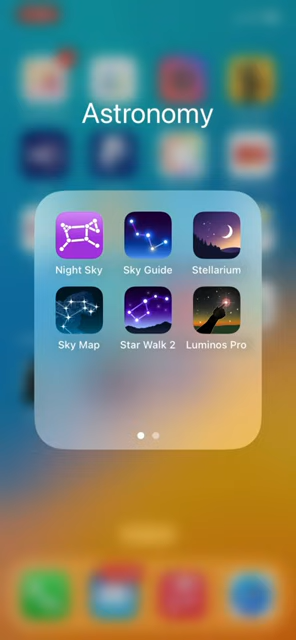 Astronomy
Night Sky
Sky Guide
Stellarium
Sky Map
Star Walk 2
Luminos Pro